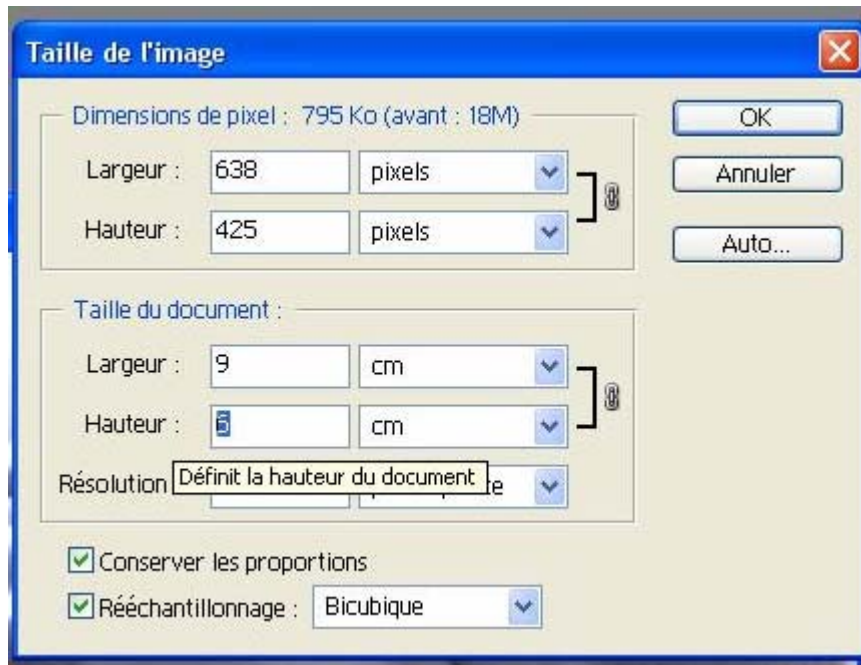 Taille de l'image
Dimensions de pixel : 795 Ko (avant : 18M)
Largeur : 638 pixels
Hauteur : 425 pixels
OK
Annuler
Auto...
Taille du document :
Largeur : 9 cm
Hauteur : 6 cm
Résolution
Définit la hauteur du document
Conserver les proportions
Rééchantillonnage : Bicubique